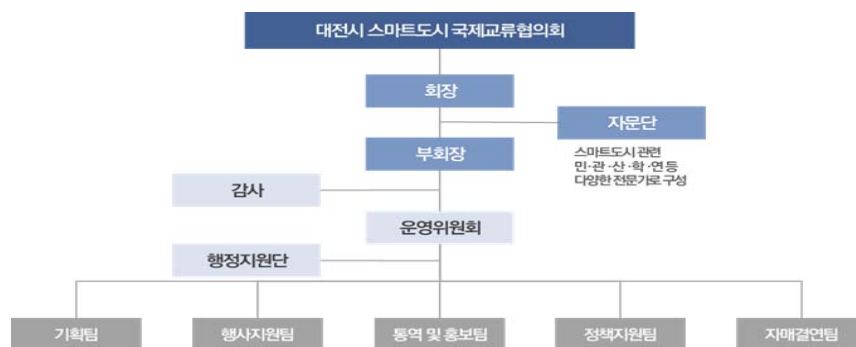 대전시 스마트도시 국제교류협의회
회장
자문단
스마트도시 관련
민·관·산·학·연 등
다양한 전문가로 구성
부회장
감사
운영위원회
행정지원단
기획팀
행사지원팀
통역 및 홍보팀
정책지원팀
자매결연팀